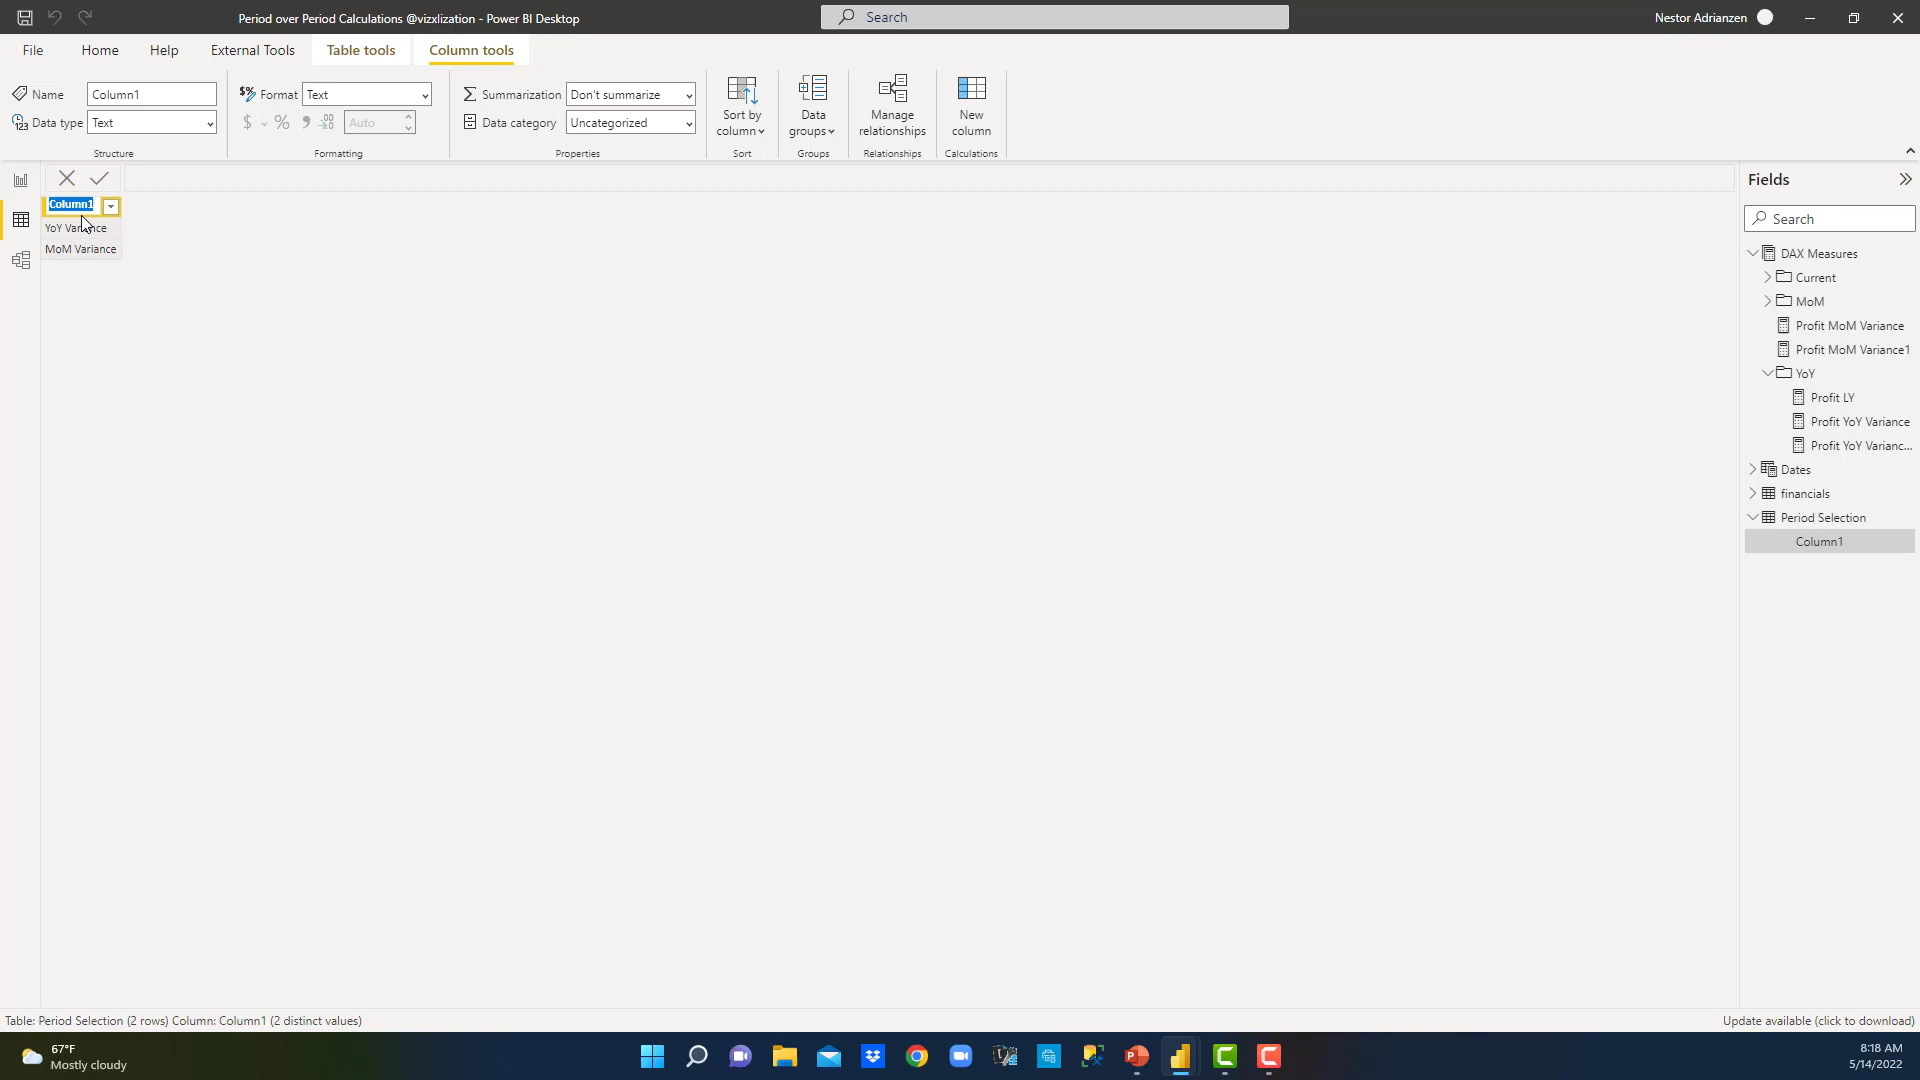 Period over Period Calculations @vizxlization - Power BI Desktop
Search
Nestor Adrianzen
File
Home
Help
External Tools
Table tools
Column tools
Name
Column1
Data type
Text
Structure
Format
Text
$
%
Auto
Formatting
Summarization
Don't summarize
Data category
Uncategorized
Properties
Sort by
column
Sort
Data
groups
Groups
Manage
relationships
Relationships
New
column
Calculations
Column1
YoY Variance
MoM Variance
Fields
Search
DAX Measures
Current
MoM
Profit MoM Variance
Profit MoM Variance1
YoY
Profit LY
Profit YoY Variance
Profit YoY Varianc...
Dates
financials
Period Selection
Column1
Table: Period Selection (2 rows) Column: Column1 (2 distinct values)
Update available (click to download)
67°F
Mostly cloudy
8:18 AM
5/14/2022